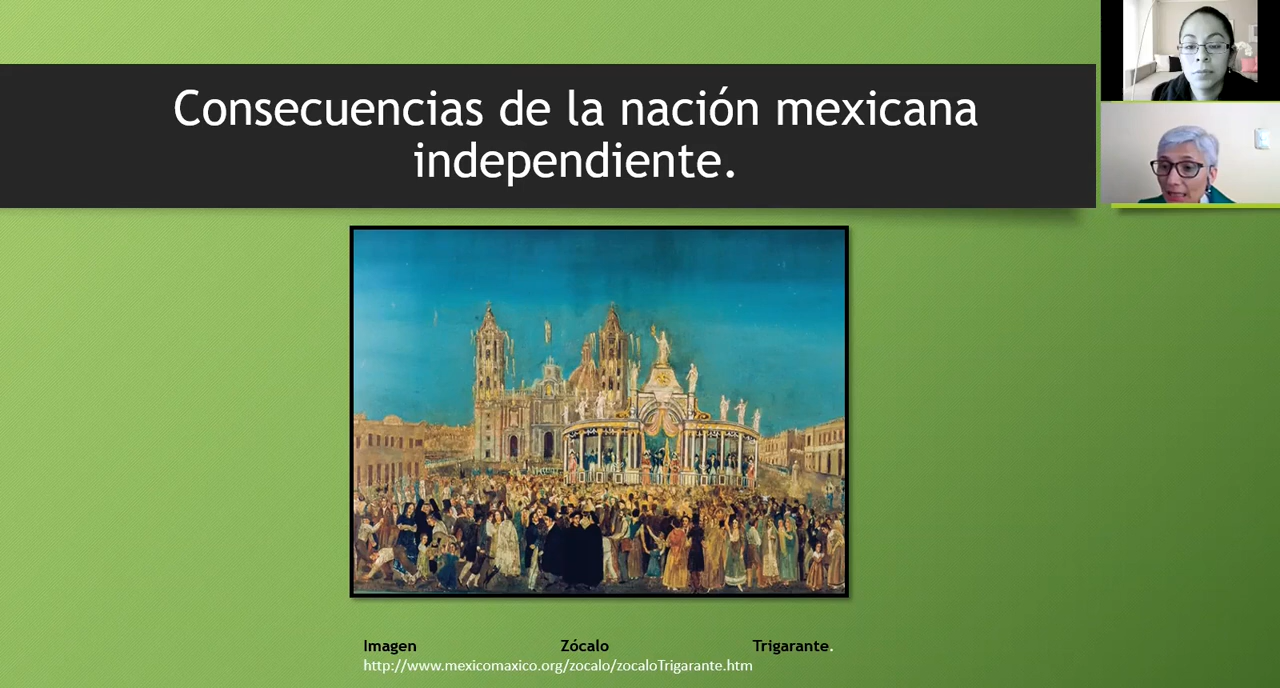 Consecuencias de la nación mexicana
independiente.
Imagen Zócalo Trigarante.
http://www.mexicomaxico.org/zocalo/zocaloTrigarante.htm